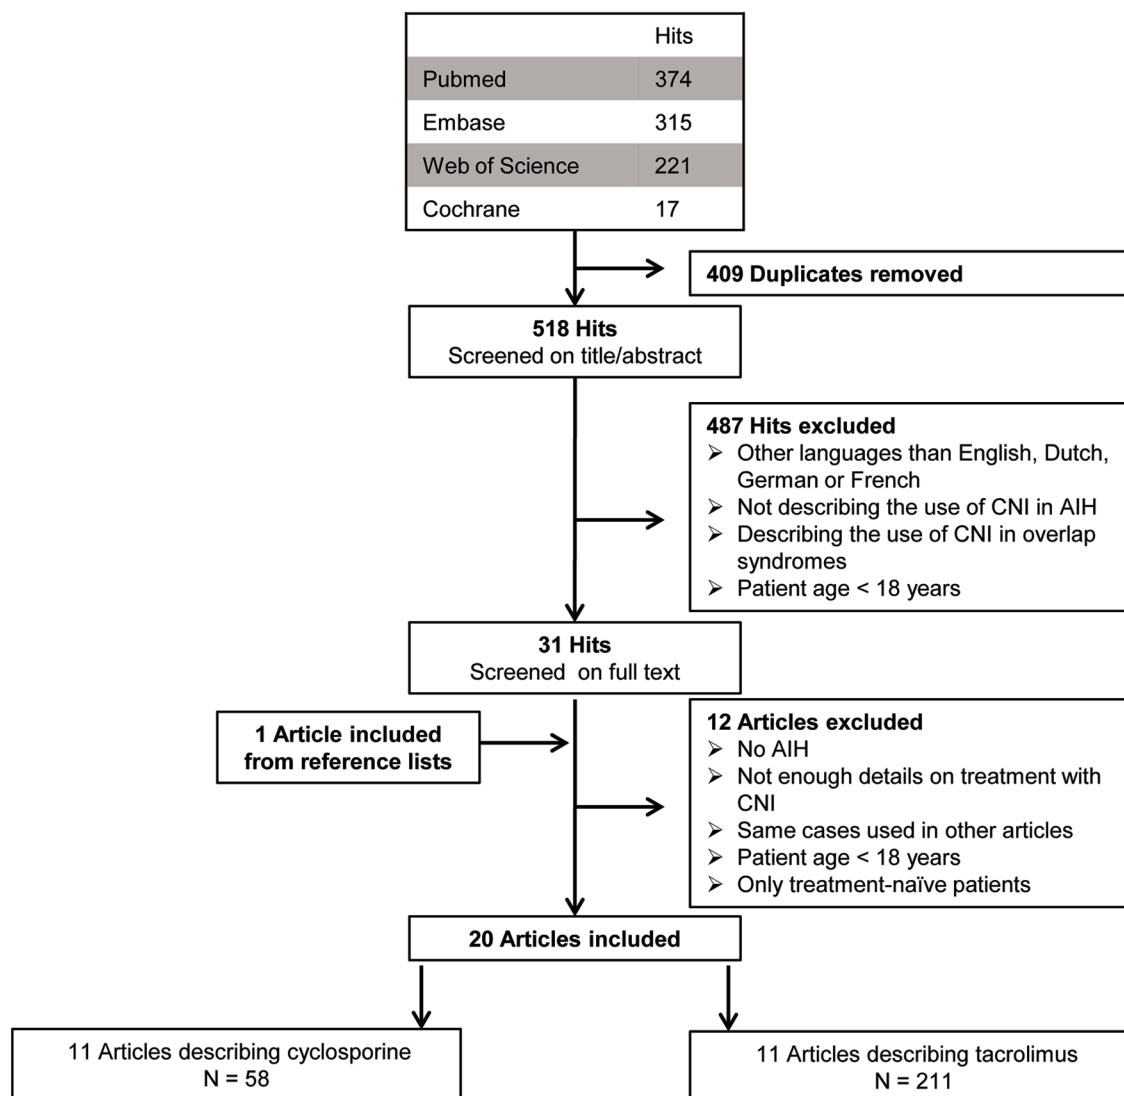 Hits
Pubmed 374
Embase 315
Web of Science 221
Cochrane 17
409 Duplicates removed
518 Hits
Screened on title/abstract
487 Hits excluded
➢ Other languages than English, Dutch,
German or French
➢ Not describing the use of CNI in AIH
➢ Describing the use of CNI in overlap
syndromes
➢ Patient age < 18 years
31 Hits
Screened on full text
1 Article included
from reference lists
12 Articles excluded
➢ No AIH
➢ Not enough details on treatment with
CNI
➢ Same cases used in other articles
➢ Patient age < 18 years
➢ Only treatment-naïve patients
20 Articles included
11 Articles describing cyclosporine
N = 58
11 Articles describing tacrolimus
N = 211